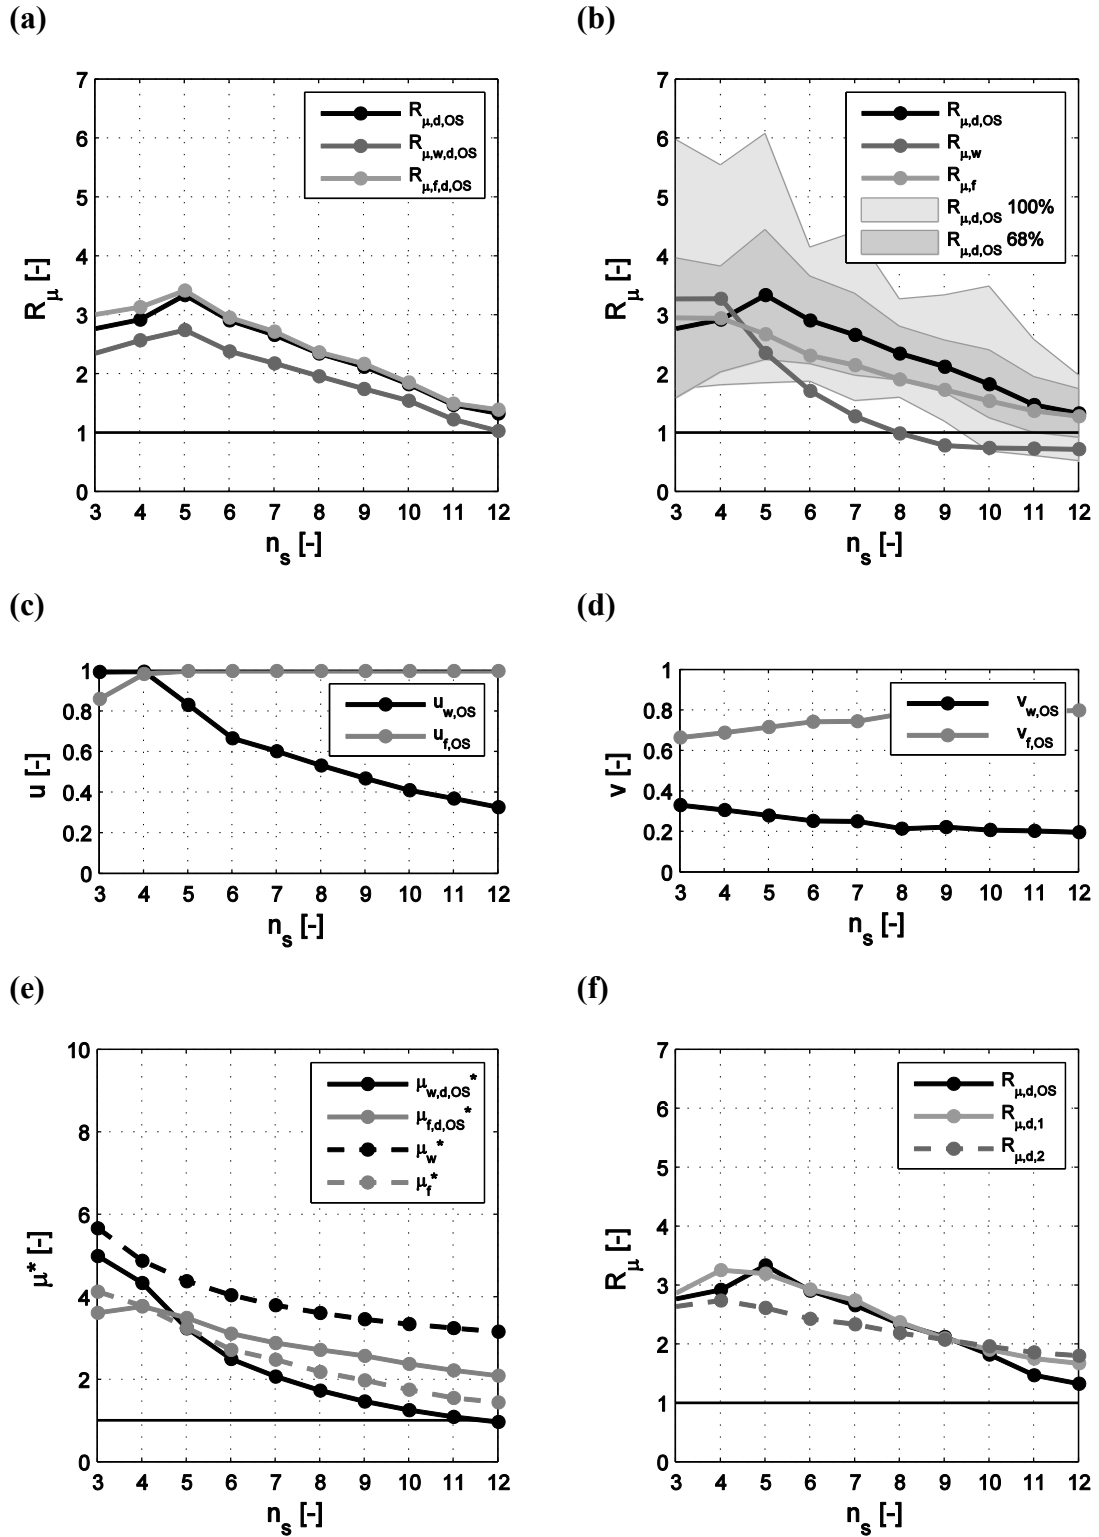 (a)
7
6
5
4
3
2
1
0
R_μ [-]
3 4 5 6 7 8 9 10 11 12
n_s [-]
R_μ,d,OS
R_μ,w,d,OS
R_μ,f,d,OS
(b)
7
6
5
4
3
2
1
0
R_μ [-]
3 4 5 6 7 8 9 10 11 12
n_s [-]
R_μ,d,OS
R_μ,w
R_μ,f
R_μ,d,OS 100%
R_μ,d,OS 68%
(c)
1
0.8
0.6
0.4
0.2
0
u [-]
3 4 5 6 7 8 9 10 11 12
n_s [-]
u_w,OS
u_f,OS
(d)
1
0.8
0.6
0.4
0.2
0
v [-]
3 4 5 6 7 8 9 10 11 12
n_s [-]
v_w,OS
v_f,OS
(e)
10
8
6
4
2
0
μ* [-]
3 4 5 6 7 8 9 10 11 12
n_s [-]
μ_w,d,OS*
μ_f,d,OS*
μ_w*
μ_f*
(f)
7
6
5
4
3
2
1
0
R_μ [-]
3 4 5 6 7 8 9 10 11 12
n_s [-]
R_μ,d,OS
R_μ,d,1
R_μ,d,2